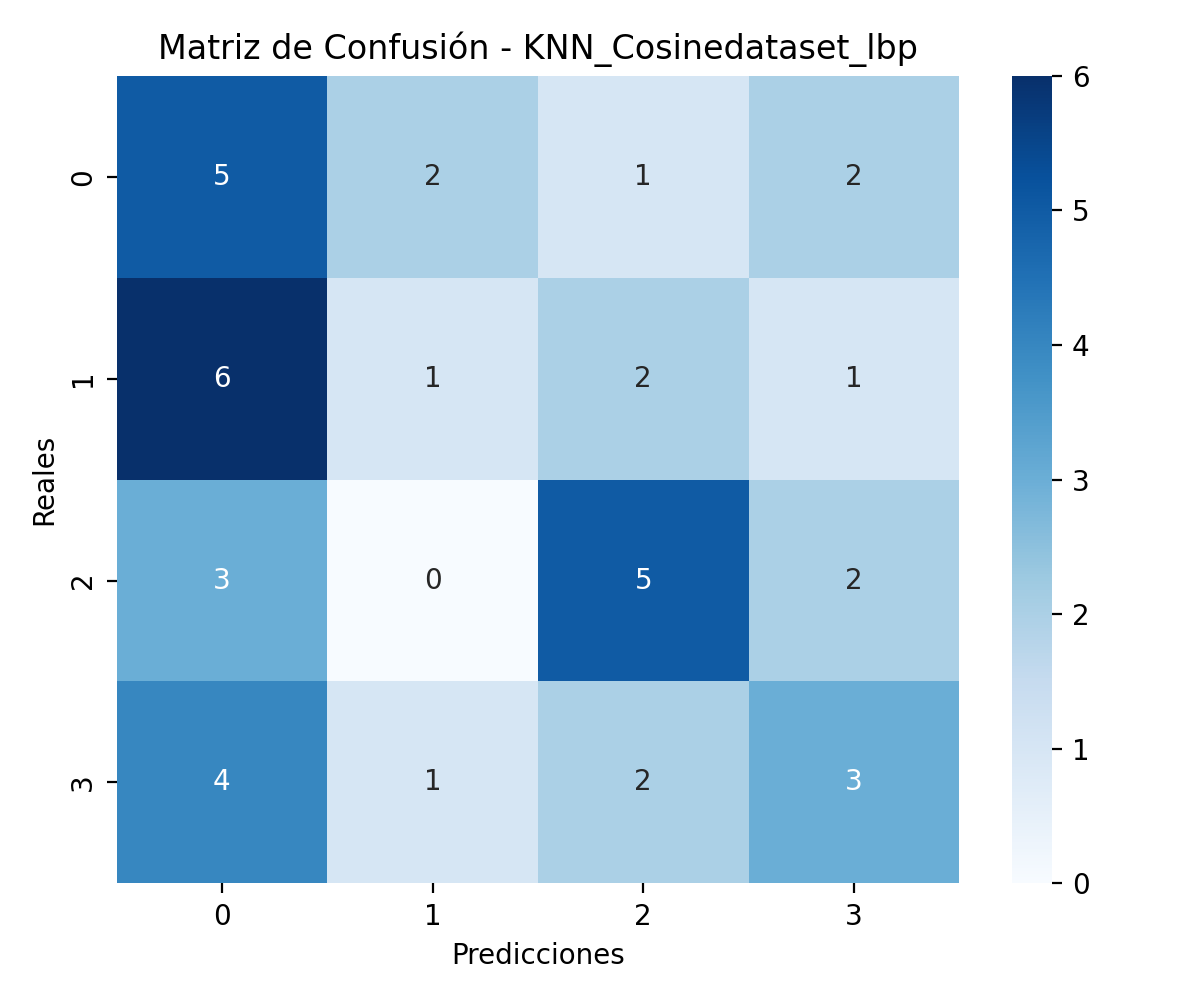 Matriz de Confusión - KNN_Cosinedataset_lbp
0 5 2 1 2
1 6 1 2 1
2 3 0 5 2
3 4 1 2 3
0 1 2 3
Predicciones
Reales
6
5
4
3
2
1
0